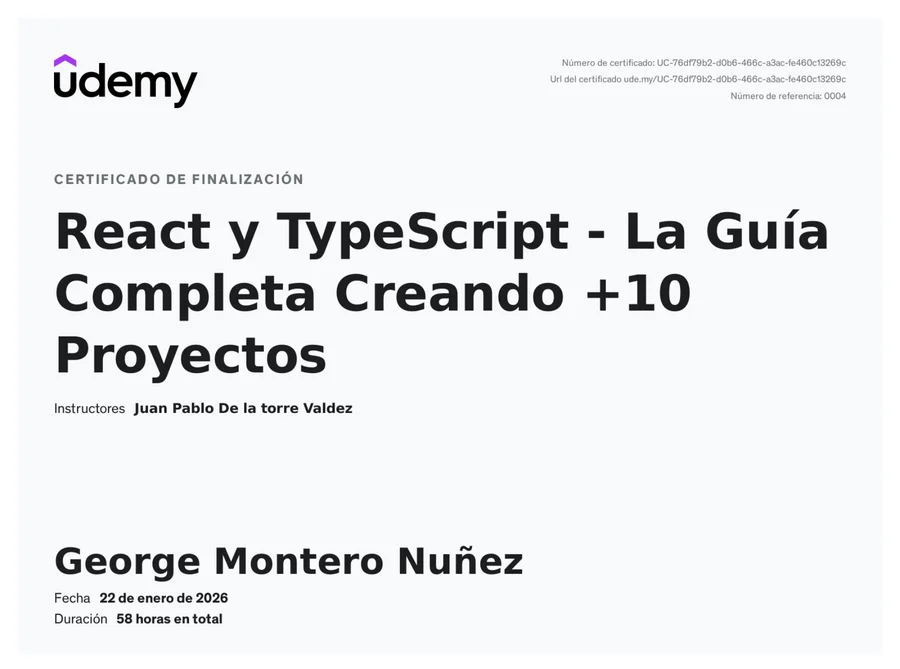 udemy
Número de certificado: UC-76df79b2-d0b6-466c-a3ac-fe460c13269c
Url del certificado ude.my/UC-76df79b2-d0b6-466c-a3ac-fe460c13269c
Número de referencia: 0004
CERTIFICADO DE FINALIZACIÓN
React y TypeScript - La Guía
Completa Creando +10
Proyectos
Instructores Juan Pablo De la torre Valdez
George Montero Nuñez
Fecha 22 de enero de 2026
Duración 58 horas en total